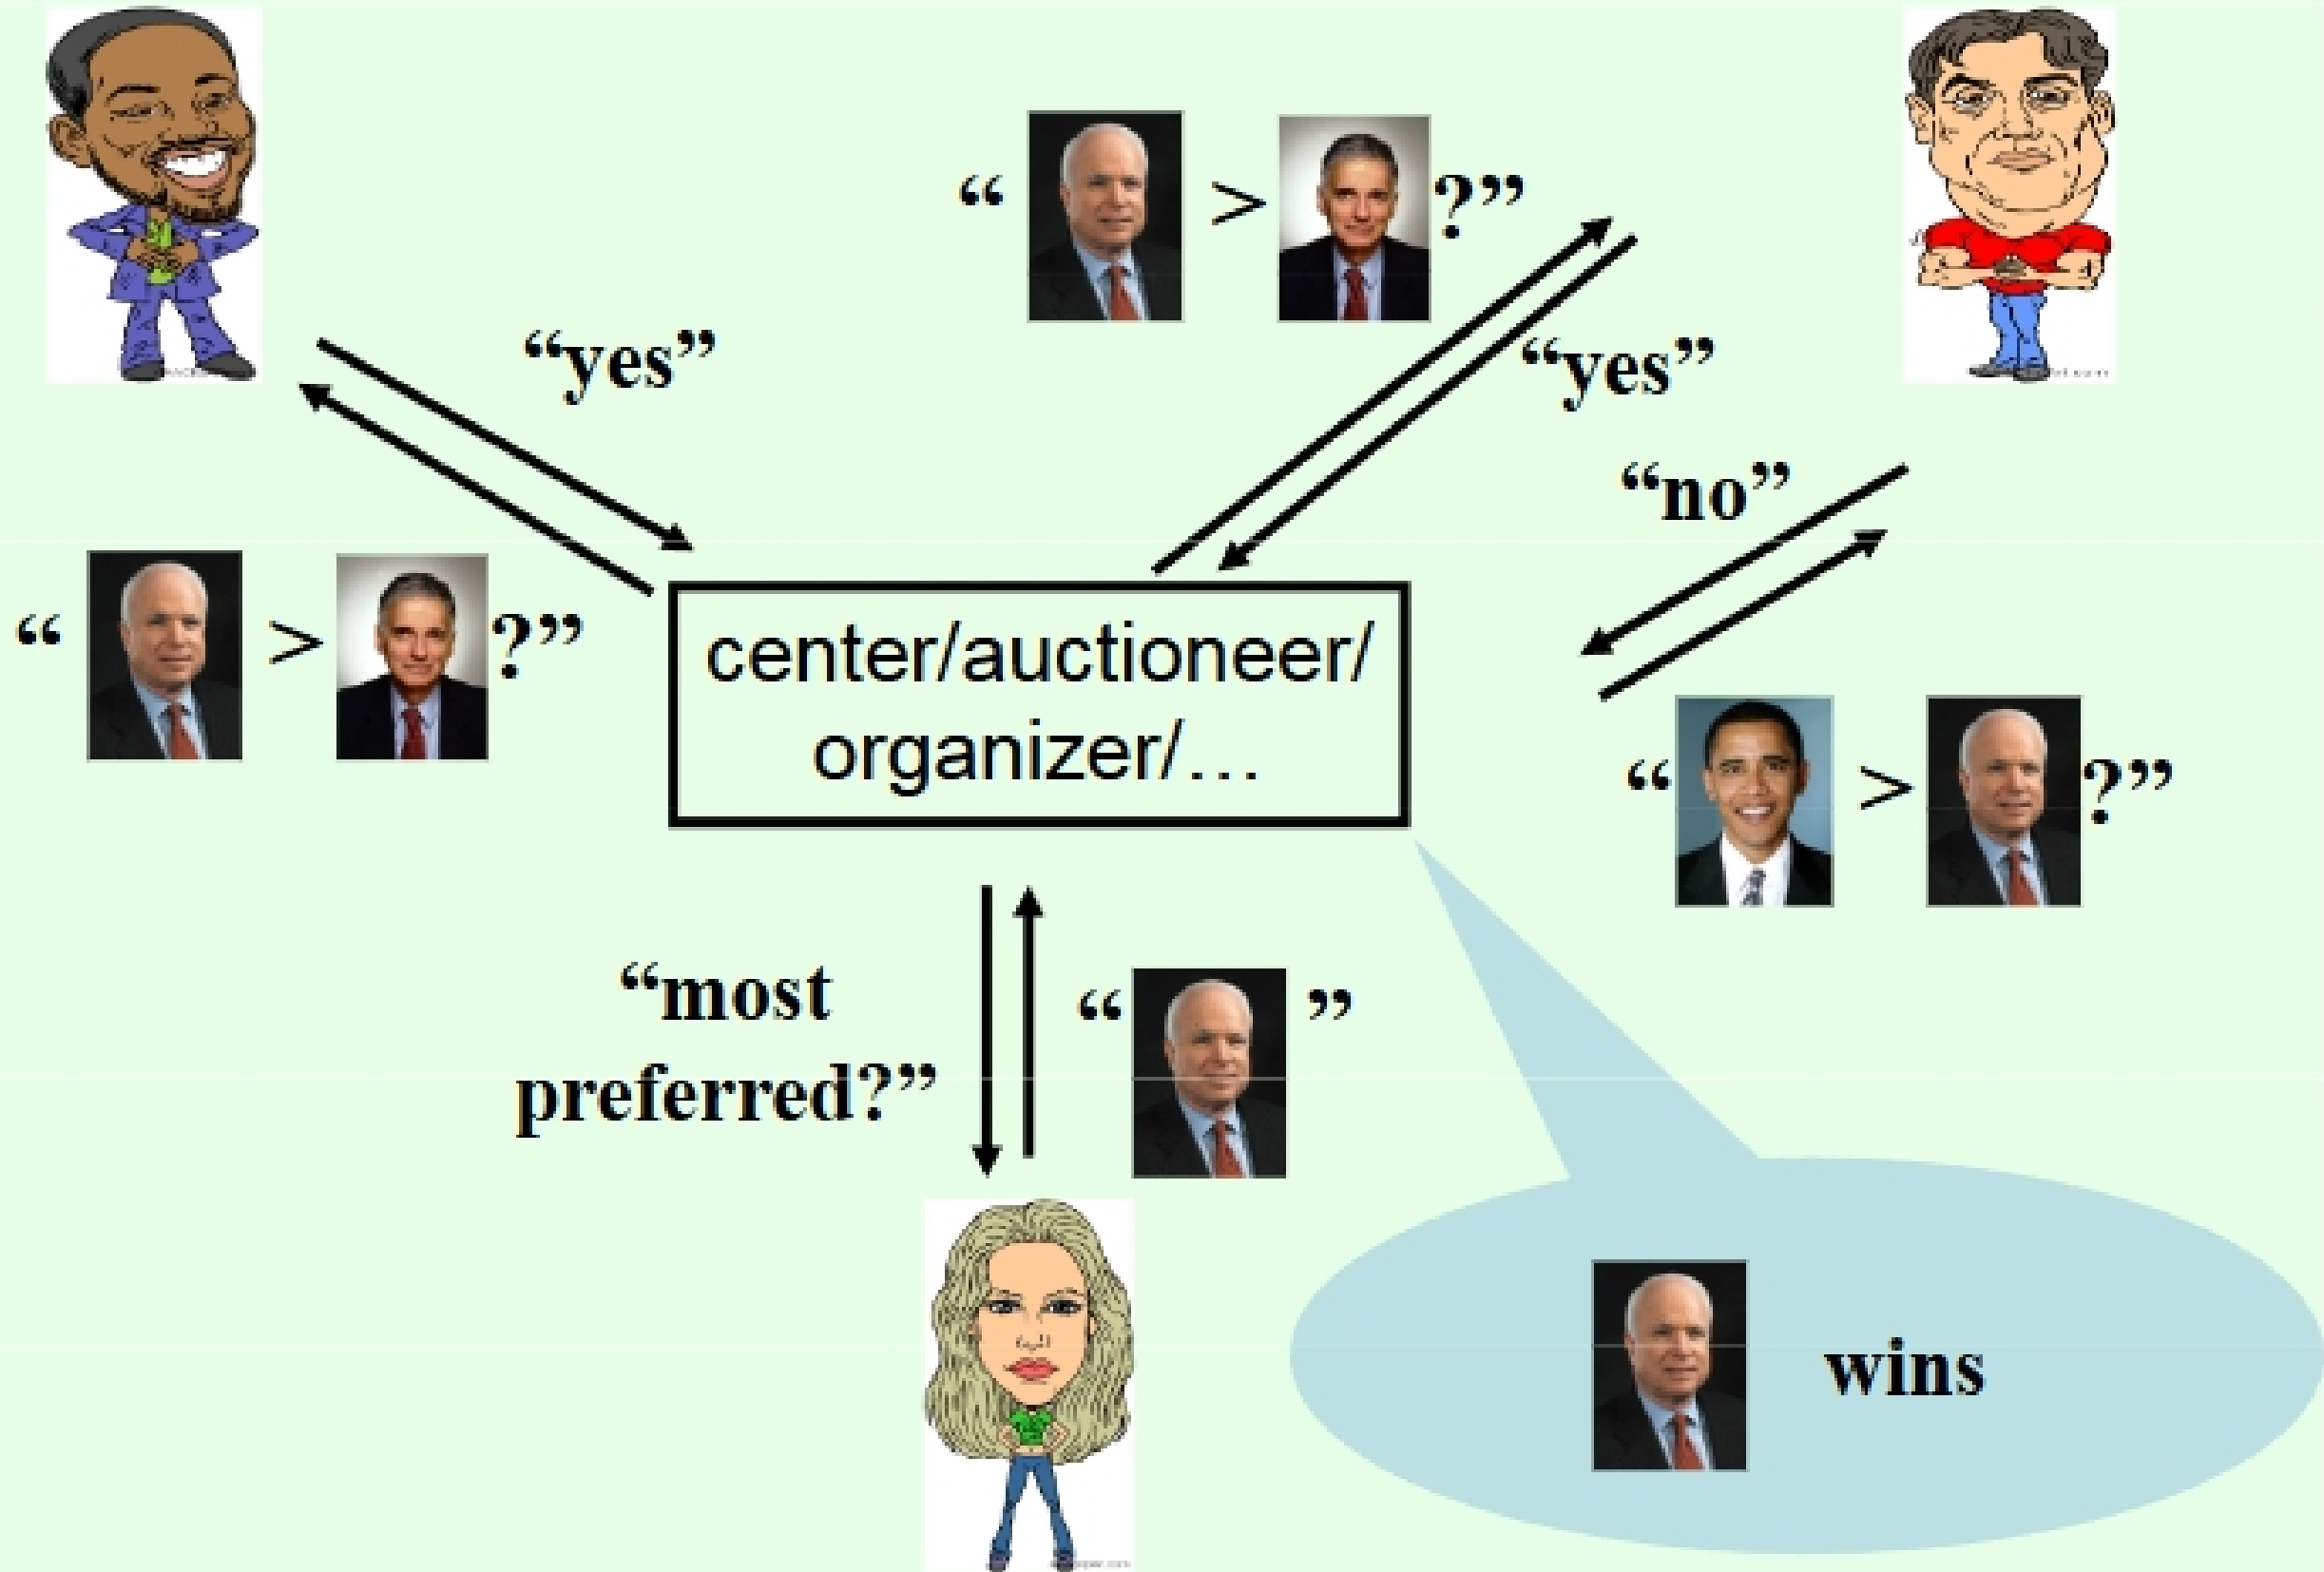 “ > ?”
“yes”
“yes”
“no”
“ > ?”
center/auctioneer/
organizer/…
“ > ?”
“most
preferred?”
“ ”
wins